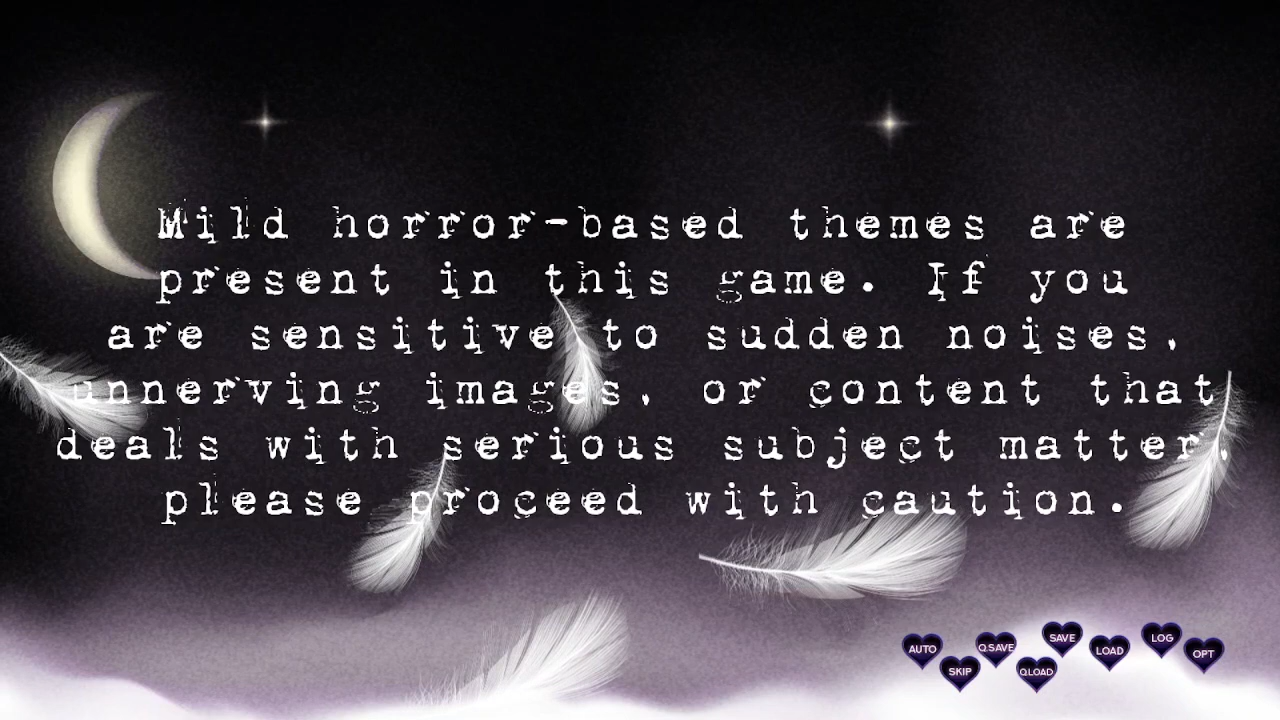 Mild horror-based themes are
present in this game. If you
are sensitive to sudden noises,
unnerving images, or content that
deals with serious subject matter,
please proceed with caution.
AUTO
SKIP
Q.SAVE
Q.LOAD
SAVE
LOAD
LOG
OPT